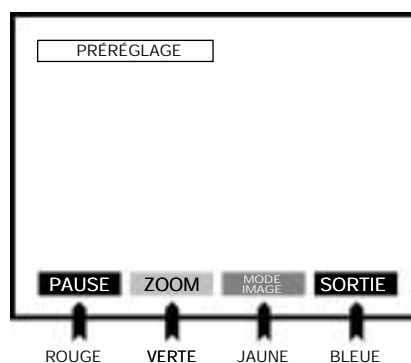 PRÉRÉGLAGE
PAUSE ZOOM MODE IMAGE SORTIE
ROUGE VERTE JAUNE BLEUE